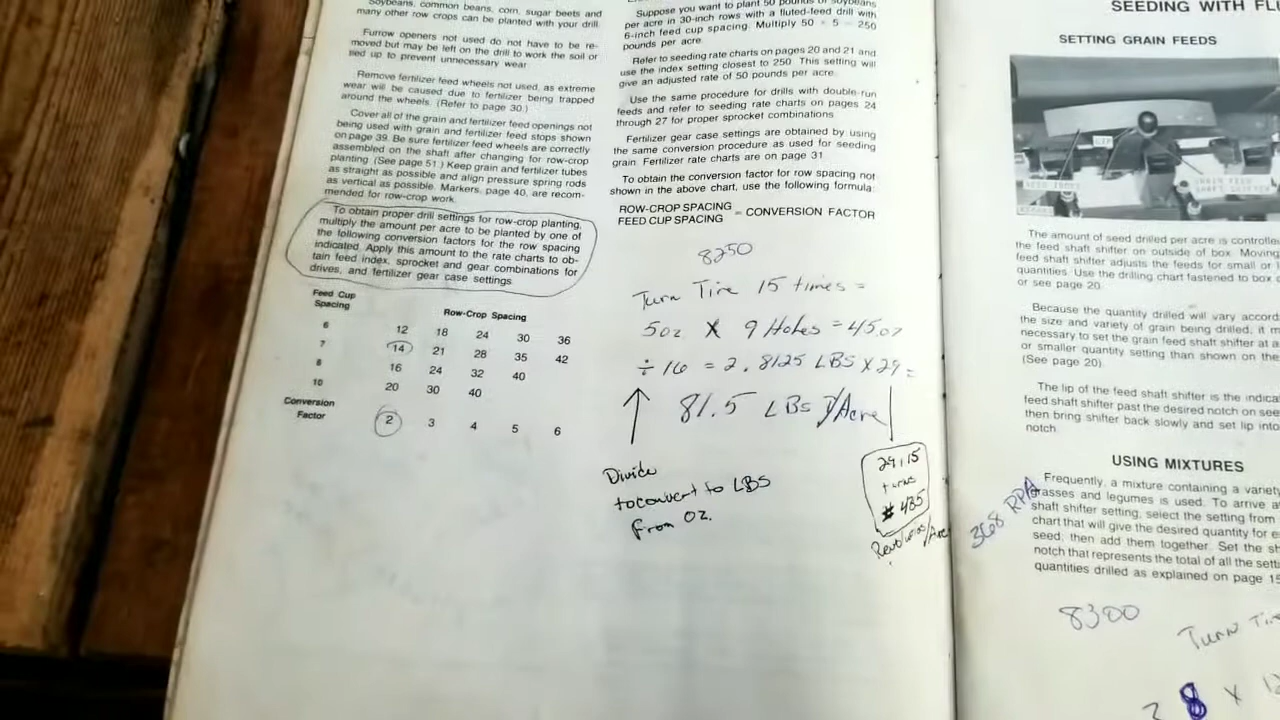 Soybeans, common beans, corn, sugar beets and
many other row crops can be planted with your drill.
Furrow openers not used do not have to be re-
moved but may be left on the drill to work the soil or
tied up to prevent unnecessary wear
Remove fertilizer feed wheels not used, as extreme
wear will be caused due to fertilizer being trapped
around the wheels. (Refer to page 30.)
Cover all of the grain and fertilizer feed openings not
being used with grain and fertilizer feed stops shown
on page 39. Be sure fertilizer feed wheels are correctly
assembled on the shaft after changing for row-crop
planting (See page 51.) Keep grain and fertilizer tubes
as straight as possible and align pressure spring rods
as vertical as possible. Markers, page 40, are recom-
mended for row-crop work.
To obtain proper drill settings for row-crop planting,
multiply the amount per acre to be planted by one of
the following conversion factors for the row spacing
indicated. Apply this amount to the rate charts to ob-
tain feed index, sprocket and gear combinations for
drives, and fertilizer gear case settings.
Feed Cup
Spacing
Row-Crop Spacing
6 12 18 24 30 36
7 14 21 28 35 42
8 16 24 32 40
10 20 30 40
Conversion
Factor 2 3 4 5 6
Suppose you want to plant 50 pounds of soybeans
per acre in 30-inch rows with a fluted-feed drill with
6-inch feed cup spacing. Multiply 50 × 5 = 250
pounds per acre.
Refer to seeding rate charts on pages 20 and 21 and
use the index setting closest to 250. This setting will
give an adjusted rate of 50 pounds per acre.
Use the same procedure for drills with double-run
feeds and refer to seeding rate charts on pages 24
through 27 for proper sprocket combinations.
Fertilizer gear case settings are obtained by using
the same conversion procedure as used for seeding
grain. Fertilizer rate charts are on page 31
To obtain the conversion factor for row spacing not
shown in the above chart, use the following formula:
ROW-CROP SPACING
FEED CUP SPACING = CONVERSION FACTOR
8250
Turn Tire 15 times =
5oz X 9 Holes = 45oz
÷ 16 = 2.8125 LBS X 29 =
81.5 LBS /Acre
Divide
to convert to LBS
from OZ.
29.15
turns
435
Revolutions/Acre
SEEDING WITH FLU
SETTING GRAIN FEEDS
The amount of seed drilled per acre is controlle
the feed shaft shifter on outside of box. Moving
feed shaft shifter adjusts the feeds for small or l
quantities. Use the drilling chart fastened to box
or see page 20.
Because the quantity drilled will vary accord
the size and variety of grain being drilled, it m
necessary to set the grain feed shaft shifter at a
or smaller quantity setting than shown on the
(See page 20).
The lip of the feed shaft shifter is the indica
feed shaft shifter past the desired notch on see
then bring shifter back slowly and set lip into
notch.
USING MIXTURES
368 RPA
Frequently, a mixture containing a variety
grasses and legumes is used. To arrive a
shaft shifter setting, select the setting from
chart that will give the desired quantity for e
seed; then add them together. Set the sh
notch that represents the total of all the setti
quantities drilled as explained on page 15
8300
Turn Tir
8 X 12